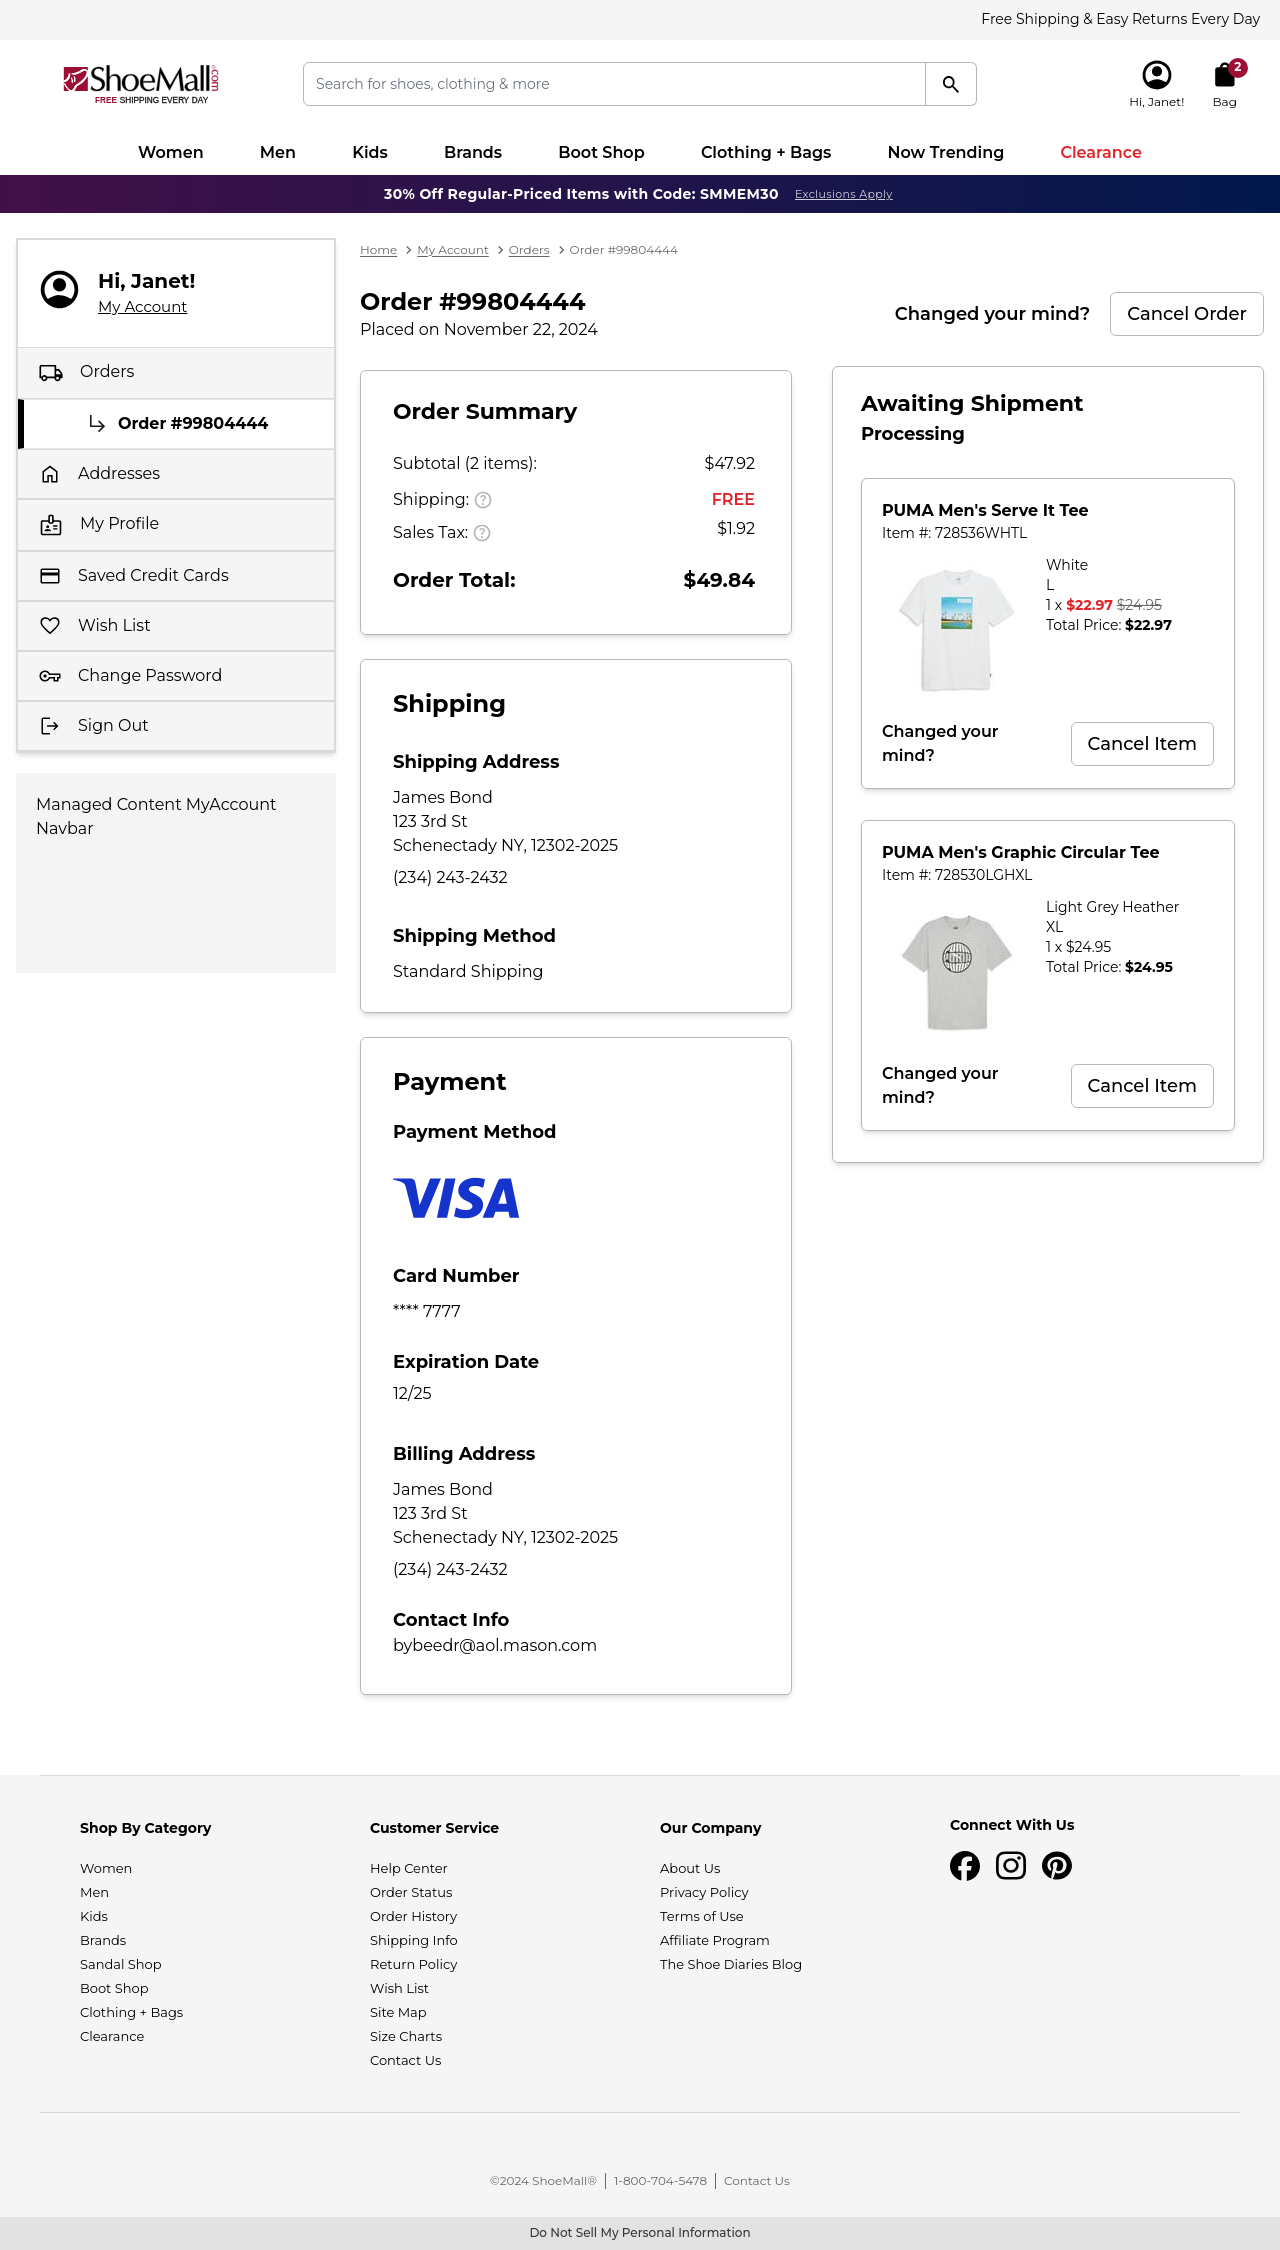 Free Shipping & Easy Returns Every Day
ShoeMall.com
FREE SHIPPING EVERY DAY
Search for shoes, clothing & more
2
Hi, Janet!
Bag
Women
Men
Kids
Brands
Boot Shop
Clothing + Bags
Now Trending
Clearance
30% Off Regular-Priced Items with Code: SMMEM30 Exclusions Apply
Hi, Janet!
My Account
Orders
Order #99804444
Addresses
My Profile
Saved Credit Cards
Wish List
Change Password
Sign Out
Managed Content MyAccount
Navbar
Home > My Account > Orders > Order #99804444
Order #99804444
Placed on November 22, 2024
Changed your mind?
Cancel Order
Order Summary
Subtotal (2 items): $47.92
Shipping: ? FREE
Sales Tax: ? $1.92
Order Total: $49.84
Shipping
Shipping Address
James Bond
123 3rd St
Schenectady NY, 12302-2025
(234) 243-2432
Shipping Method
Standard Shipping
Payment
Payment Method
VISA
Card Number
**** 7777
Expiration Date
12/25
Billing Address
James Bond
123 3rd St
Schenectady NY, 12302-2025
(234) 243-2432
Contact Info
bybeedr@aol.mason.com
Awaiting Shipment
Processing
PUMA Men's Serve It Tee
Item #: 728536WHTL
White
L
1 x $22.97 $24.95
Total Price: $22.97
Changed your
mind?
Cancel Item
PUMA Men's Graphic Circular Tee
Item #: 728530LGHXL
Light Grey Heather
XL
1 x $24.95
Total Price: $24.95
Changed your
mind?
Cancel Item
Shop By Category
Women
Men
Kids
Brands
Sandal Shop
Boot Shop
Clothing + Bags
Clearance
Customer Service
Help Center
Order Status
Order History
Shipping Info
Return Policy
Wish List
Site Map
Size Charts
Contact Us
Our Company
About Us
Privacy Policy
Terms of Use
Affiliate Program
The Shoe Diaries Blog
Connect With Us
©2024 ShoeMall® | 1-800-704-5478 | Contact Us
Do Not Sell My Personal Information